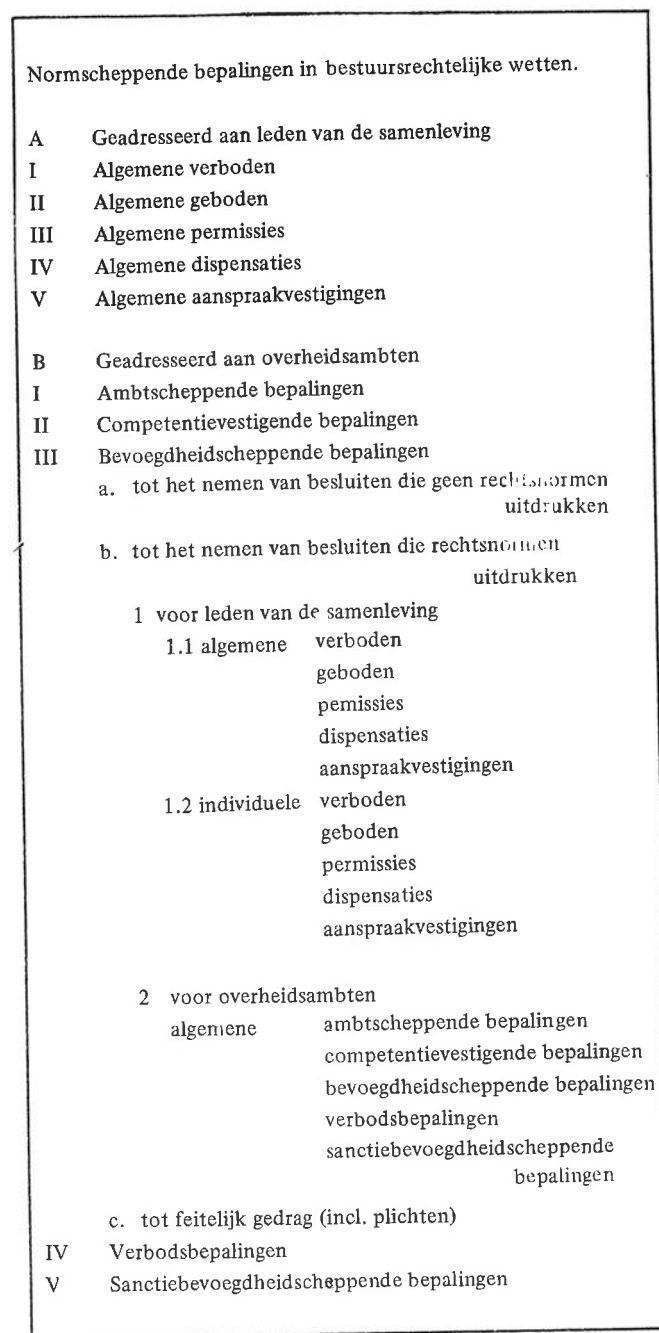 Normscheppende bepalingen in bestuursrechtelijke wetten.
A Geadresseerd aan leden van de samenleving
I Algemene verboden
II Algemene geboden
III Algemene permissies
IV Algemene dispensaties
V Algemene aanspraakvestigingen
B Geadresseerd aan overheidsambten
I Ambtscheppende bepalingen
II Competentievestigende bepalingen
III Bevoegdheidscheppende bepalingen
a. tot het nemen van besluiten die geen rechtsnormen
uitdrukken
b. tot het nemen van besluiten die rechtsnormen
uitdrukken
1 voor leden van de samenleving
1.1 algemene verboden
geboden
pemissies
dispensaties
aanspraakvestigingen
1.2 individuele verboden
geboden
permissies
dispensaties
aanspraakvestigingen
2 voor overheidsambten
algemene ambtscheppende bepalingen
competentievestigende bepalingen
bevoegdheidscheppende bepalingen
verbodsbepalingen
sanctiebevoegdheidscheppende
bepalingen
c. tot feitelijk gedrag (incl. plichten)
IV Verbodsbepalingen
V Sanctiebevoegdheidscheppende bepalingen